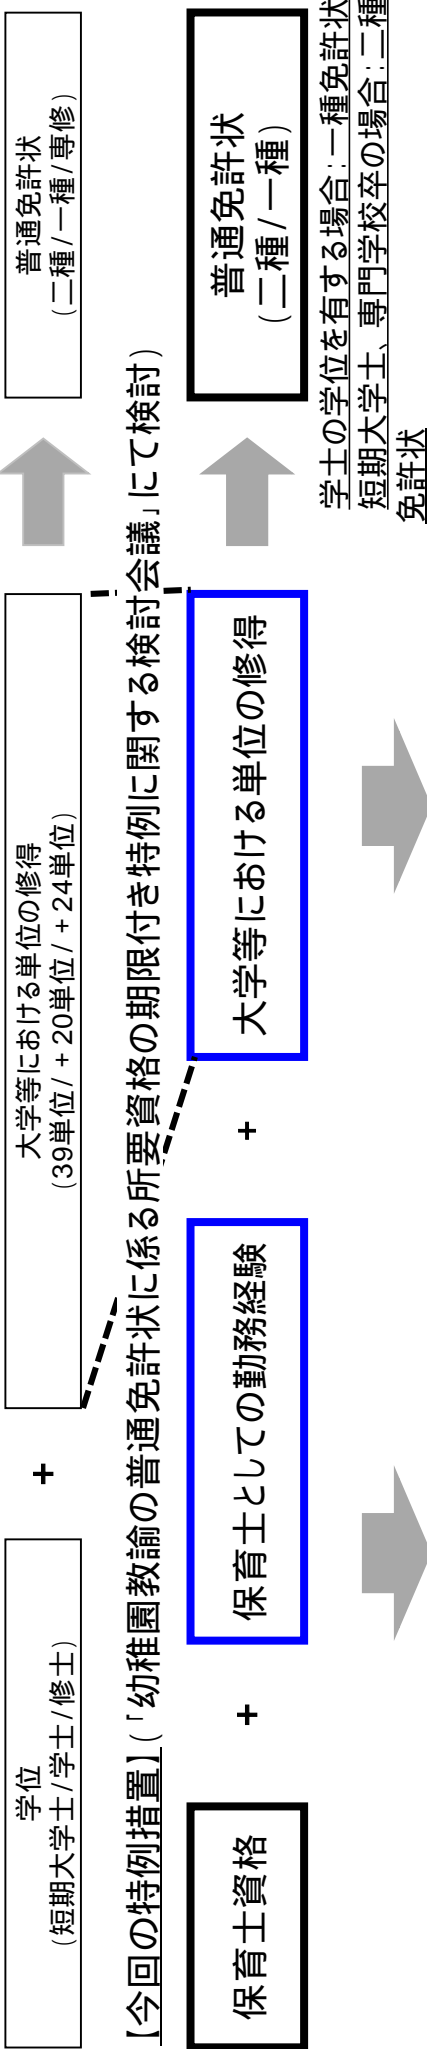 学位
（短期大学士/学士/修士）
+
大学等における単位の修得
（39単位/ + 20単位/ + 24単位）
普通免許状
（二種/一種/専修）
【今回の特例措置】（「幼稚園教諭の普通免許状に係る所要資格の期限付き特例に関する検討会議」にて検討）
保育士資格
+
保育士としての勤務経験
+
大学等における単位の修得
普通免許状
（二種/一種）
学士の学位を有する場合：一種免許状
短期大学士、専門学校卒の場合：二種
免許状